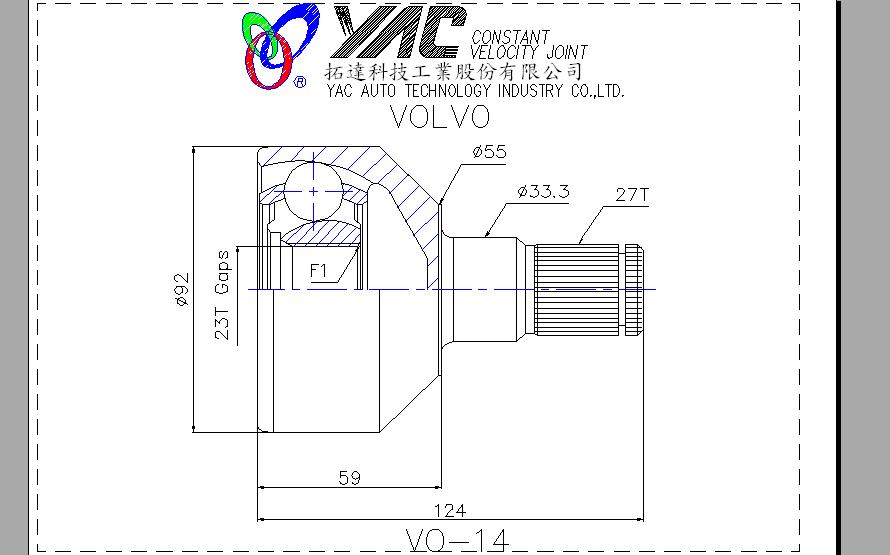 YAC
CONSTANT
VELOCITY JOINT
®
拓達科技工業股份有限公司
YAC AUTO TECHNOLOGY INDUSTRY CO.,LTD.
VOLVO
ø55
ø33.3
27T
F1
ø92
23T Gaps
59
124
VO-14